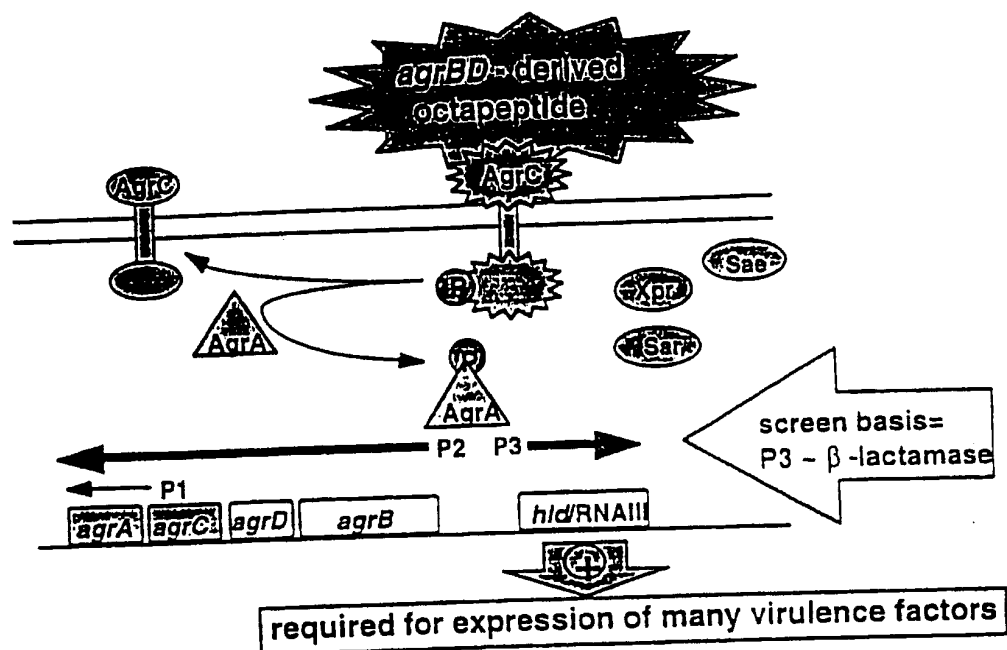 agrBD - derived
octapeptide
AgrC
AgrC
Sae
P
Xpr
AgrA
Sar
P
AgrA
screen basis=
P3 - β -lactamase
P2 P3
P1
agrA agrC agrD agrB hld/RNAIII
+
required for expression of many virulence factors